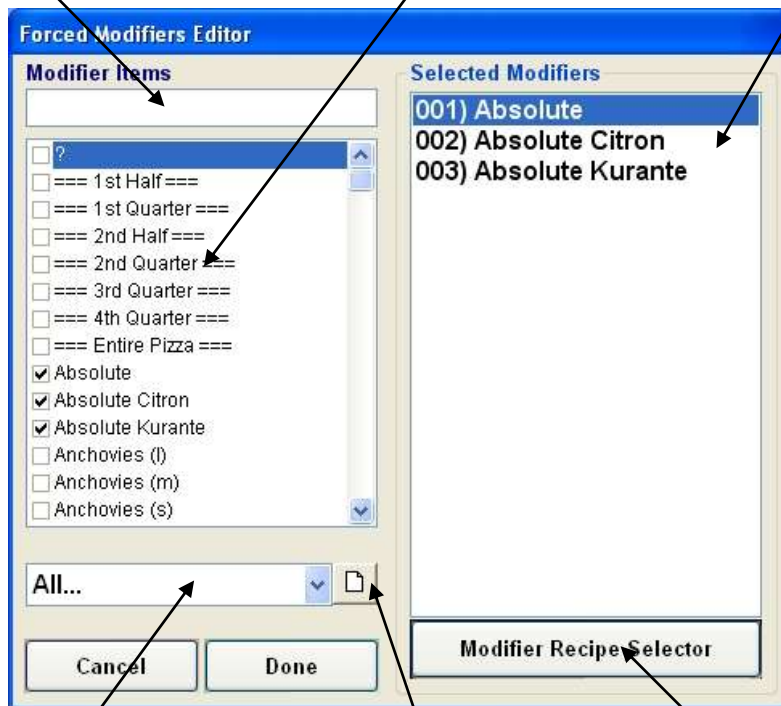 Forced Modifiers Editor
Modifier Items
?
=== 1st Half ===
=== 1st Quarter ===
=== 2nd Half ===
=== 2nd Quarter ===
=== 3rd Quarter ===
=== 4th Quarter ===
=== Entire Pizza ===
Absolute
Absolute Citron
Absolute Kurante
Anchovies (l)
Anchovies (m)
Anchovies (s)
All...
Cancel
Done
Selected Modifiers
001) Absolute
002) Absolute Citron
003) Absolute Kurante
Modifier Recipe Selector